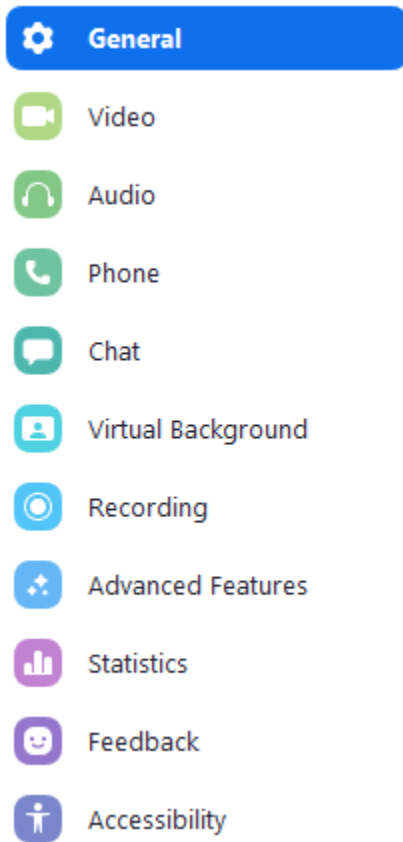 General
Video
Audio
Phone
Chat
Virtual Background
Recording
Advanced Features
Statistics
Feedback
Accessibility